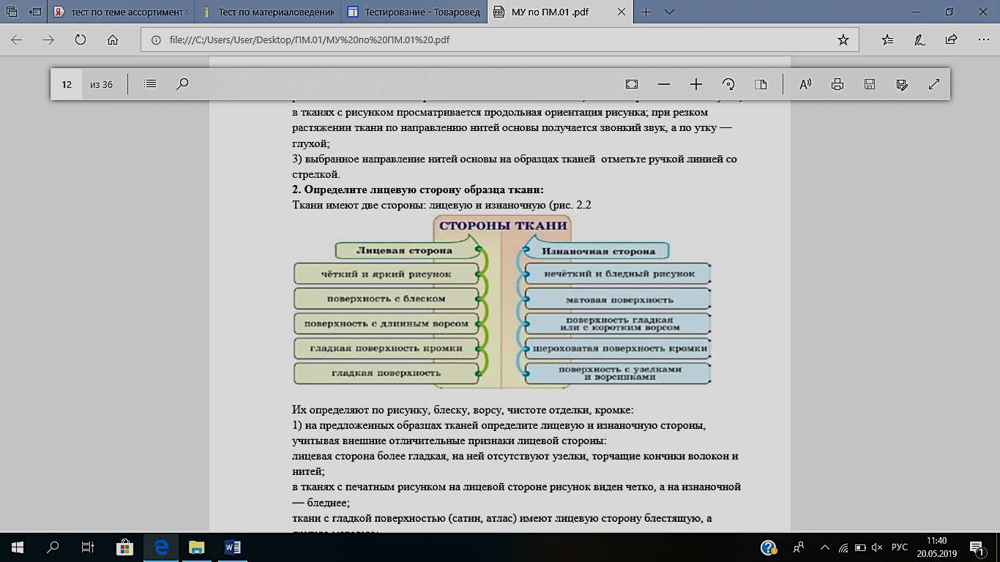 тест по теме ассортимент
Тест по материаловедению
Тестирование - Товаровед
МУ по ПМ.01 .pdf
file:///C:/Users/User/Desktop/ПМ.01/МУ%20по%20ПМ.01%20.pdf
12 из 36
в тканях с рисунком просматривается продольная ориентация рисунка; при резком
растяжении ткани по направлению нитей основы получается звонкий звук, а по утку —
глухой;
3) выбранное направление нитей основы на образцах тканей отметьте ручкой линией со
стрелкой.
2. Определите лицевую сторону образца ткани:
Ткани имеют две стороны: лицевую и изнаночную (рис. 2.2
СТОРОНЫ ТКАНИ
Лицевая сторона
Изнаночная сторона
чёткий и яркий рисунок
нечёткий и бледный рисунок
поверхность с блеском
матовая поверхность
поверхность с длинным ворсом
поверхность гладкая
или с коротким ворсом
гладкая поверхность кромки
шероховатая поверхность кромки
гладкая поверхность
поверхность с узелками
и ворсинками
Их определяют по рисунку, блеску, ворсу, чистоте отделки, кромке:
1) на предложенных образцах тканей определите лицевую и изнаночную стороны,
учитывая внешние отличительные признаки лицевой стороны:
лицевая сторона более гладкая, на ней отсутствуют узелки, торчащие кончики волокон и
нитей;
в тканях с печатным рисунком на лицевой стороне рисунок виден четко, а на изнаночной
— бледнее;
ткани с гладкой поверхностью (сатин, атлас) имеют лицевую сторону блестящую, а
РУС
11:40
20.05.2019